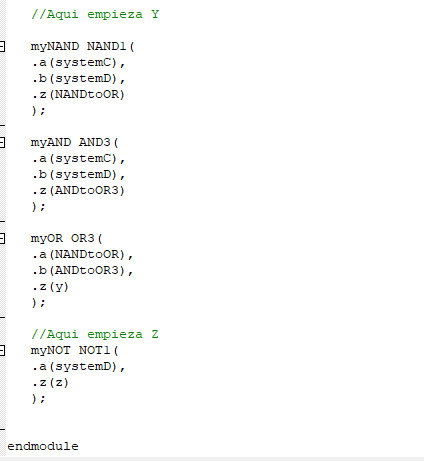 //Aqui empieza Y
myNAND NAND1(
.a(systemC),
.b(systemD),
.z(NANDtoOR)
);
myAND AND3(
.a(systemC),
.b(systemD),
.z(ANDtoOR3)
);
myOR OR3(
.a(NANDtoOR),
.b(ANDtoOR3),
.z(y)
);
//Aqui empieza Z
myNOT NOT1(
.a(systemD),
.z(z)
);
endmodule